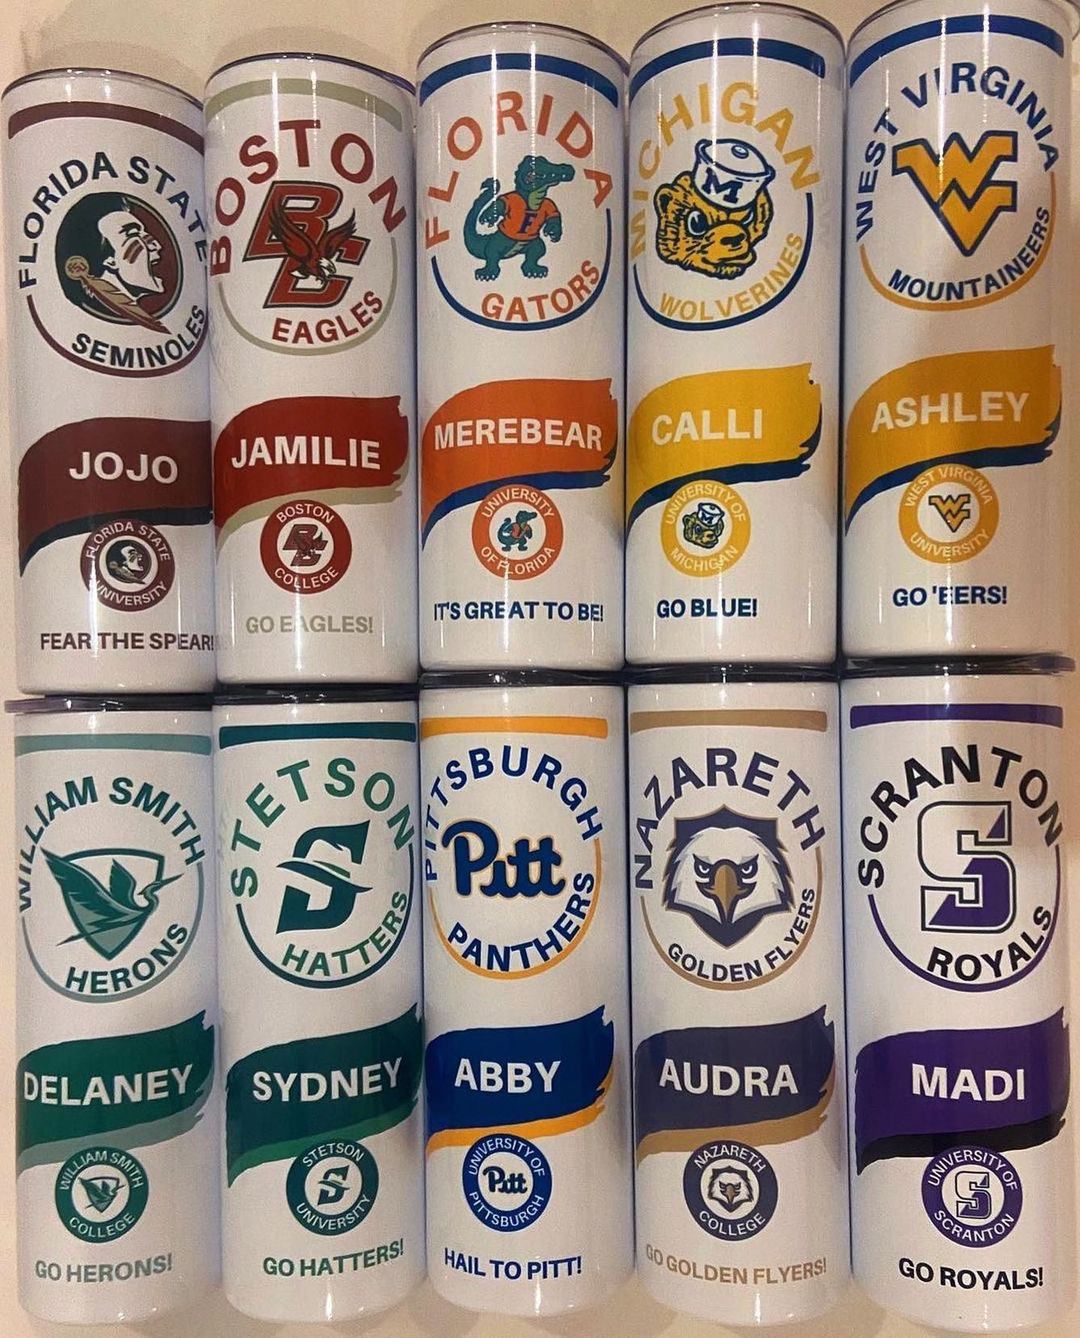 FLORIDA STATE
SEMINOLES
JOJO
FLORIDA STATE
UNIVERSITY
FEAR THE SPEAR!
BOSTON
BC
EAGLES
JAMILIE
BOSTON
BC
COLLEGE
GO EAGLES!
FLORIDA
F
GATORS
MEREBEAR
UNIVERSITY
OF FLORIDA
IT'S GREAT TO BE!
MICHIGAN
M
WOLVERINES
CALLI
UNIVERSITY OF
M
MICHIGAN
GO BLUE!
WEST VIRGINIA
WV
MOUNTAINEERS
ASHLEY
WEST VIRGINIA
WV
UNIVERSITY
GO 'EERS!
WILLIAM SMITH
HERONS
DELANEY
WILLIAM SMITH
COLLEGE
GO HERONS!
STETSON
S
HATTERS
SYDNEY
STETSON
S
UNIVERSITY
GO HATTERS!
PITTSBURGH
Pitt
PANTHERS
ABBY
UNIVERSITY OF
Pitt
PITTSBURGH
HAIL TO PITT!
NAZARETH
GOLDEN FLYERS
AUDRA
NAZARETH
COLLEGE
GO GOLDEN FLYERS!
SCRANTON
S
ROYALS
MADI
UNIVERSITY OF
S
SCRANTON
GO ROYALS!